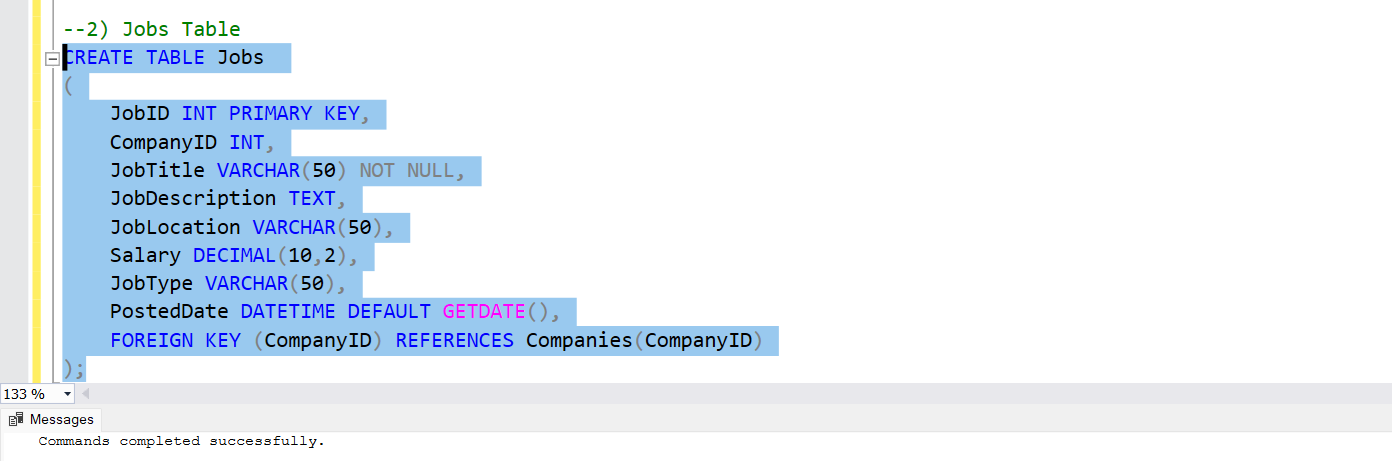 --2) Jobs Table
CREATE TABLE Jobs
(
JobID INT PRIMARY KEY,
CompanyID INT,
JobTitle VARCHAR(50) NOT NULL,
JobDescription TEXT,
JobLocation VARCHAR(50),
Salary DECIMAL(10,2),
JobType VARCHAR(50),
PostedDate DATETIME DEFAULT GETDATE(),
FOREIGN KEY (CompanyID) REFERENCES Companies(CompanyID)
);
133 %
Messages
Commands completed successfully.